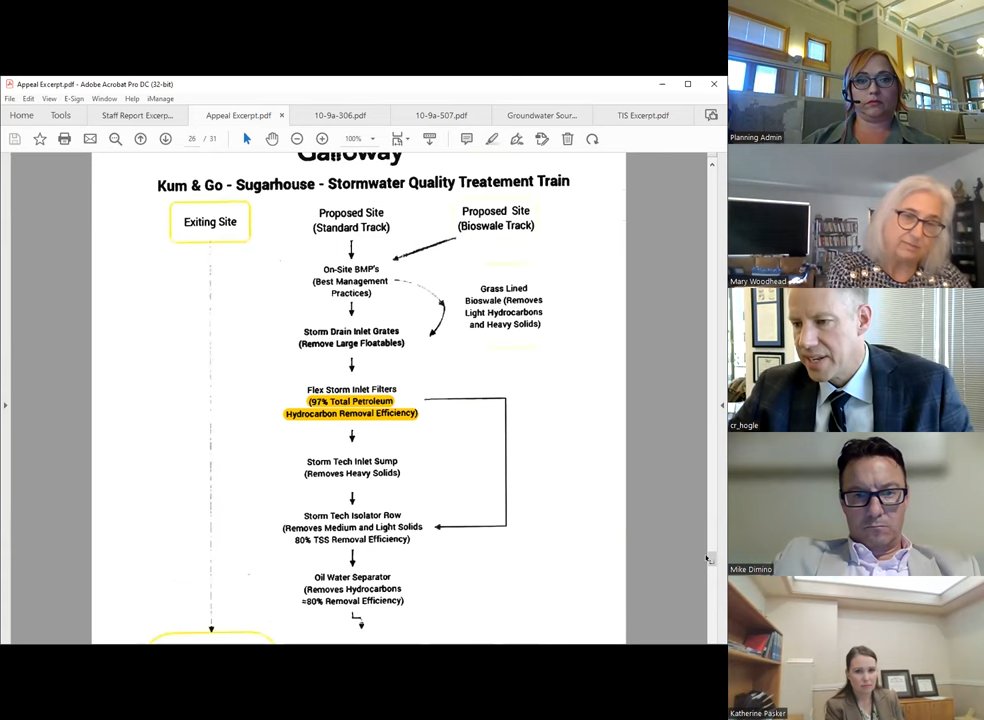 Appeal Excerpt.pdf - Adobe Acrobat Pro DC (32-bit)
File Edit View E-Sign Window Help iManage
Home Tools Staff Report Excerp... Appeal Excerpt.pdf × 10-9a-306.pdf 10-9a-507.pdf Groundwater Sour... TIS Excerpt.pdf
26 / 31 100%
Galloway
Kum & Go - Sugarhouse - Stormwater Quality Treatement Train
Exiting Site
Proposed Site
(Standard Track)
Proposed Site
(Bioswale Track)
On-Site BMP's
(Best Management
Practices)
Grass Lined
Bioswale (Removes
Light Hydrocarbons
and Heavy Solids)
Storm Drain Inlet Grates
(Remove Large Floatables)
Flex Storm Inlet Filters
(97% Total Petroleum
Hydrocarbon Removal Efficiency)
Storm Tech Inlet Sump
(Removes Heavy Solids)
Storm Tech Isolator Row
(Removes Medium and Light Solids
80% TSS Removal Efficiency)
Oil Water Separator
(Removes Hydrocarbons
≈80% Removal Efficiency)
Planning Admin
Mary Woodhead
cr_hogle
Mike Dimino
Katherine Pasker